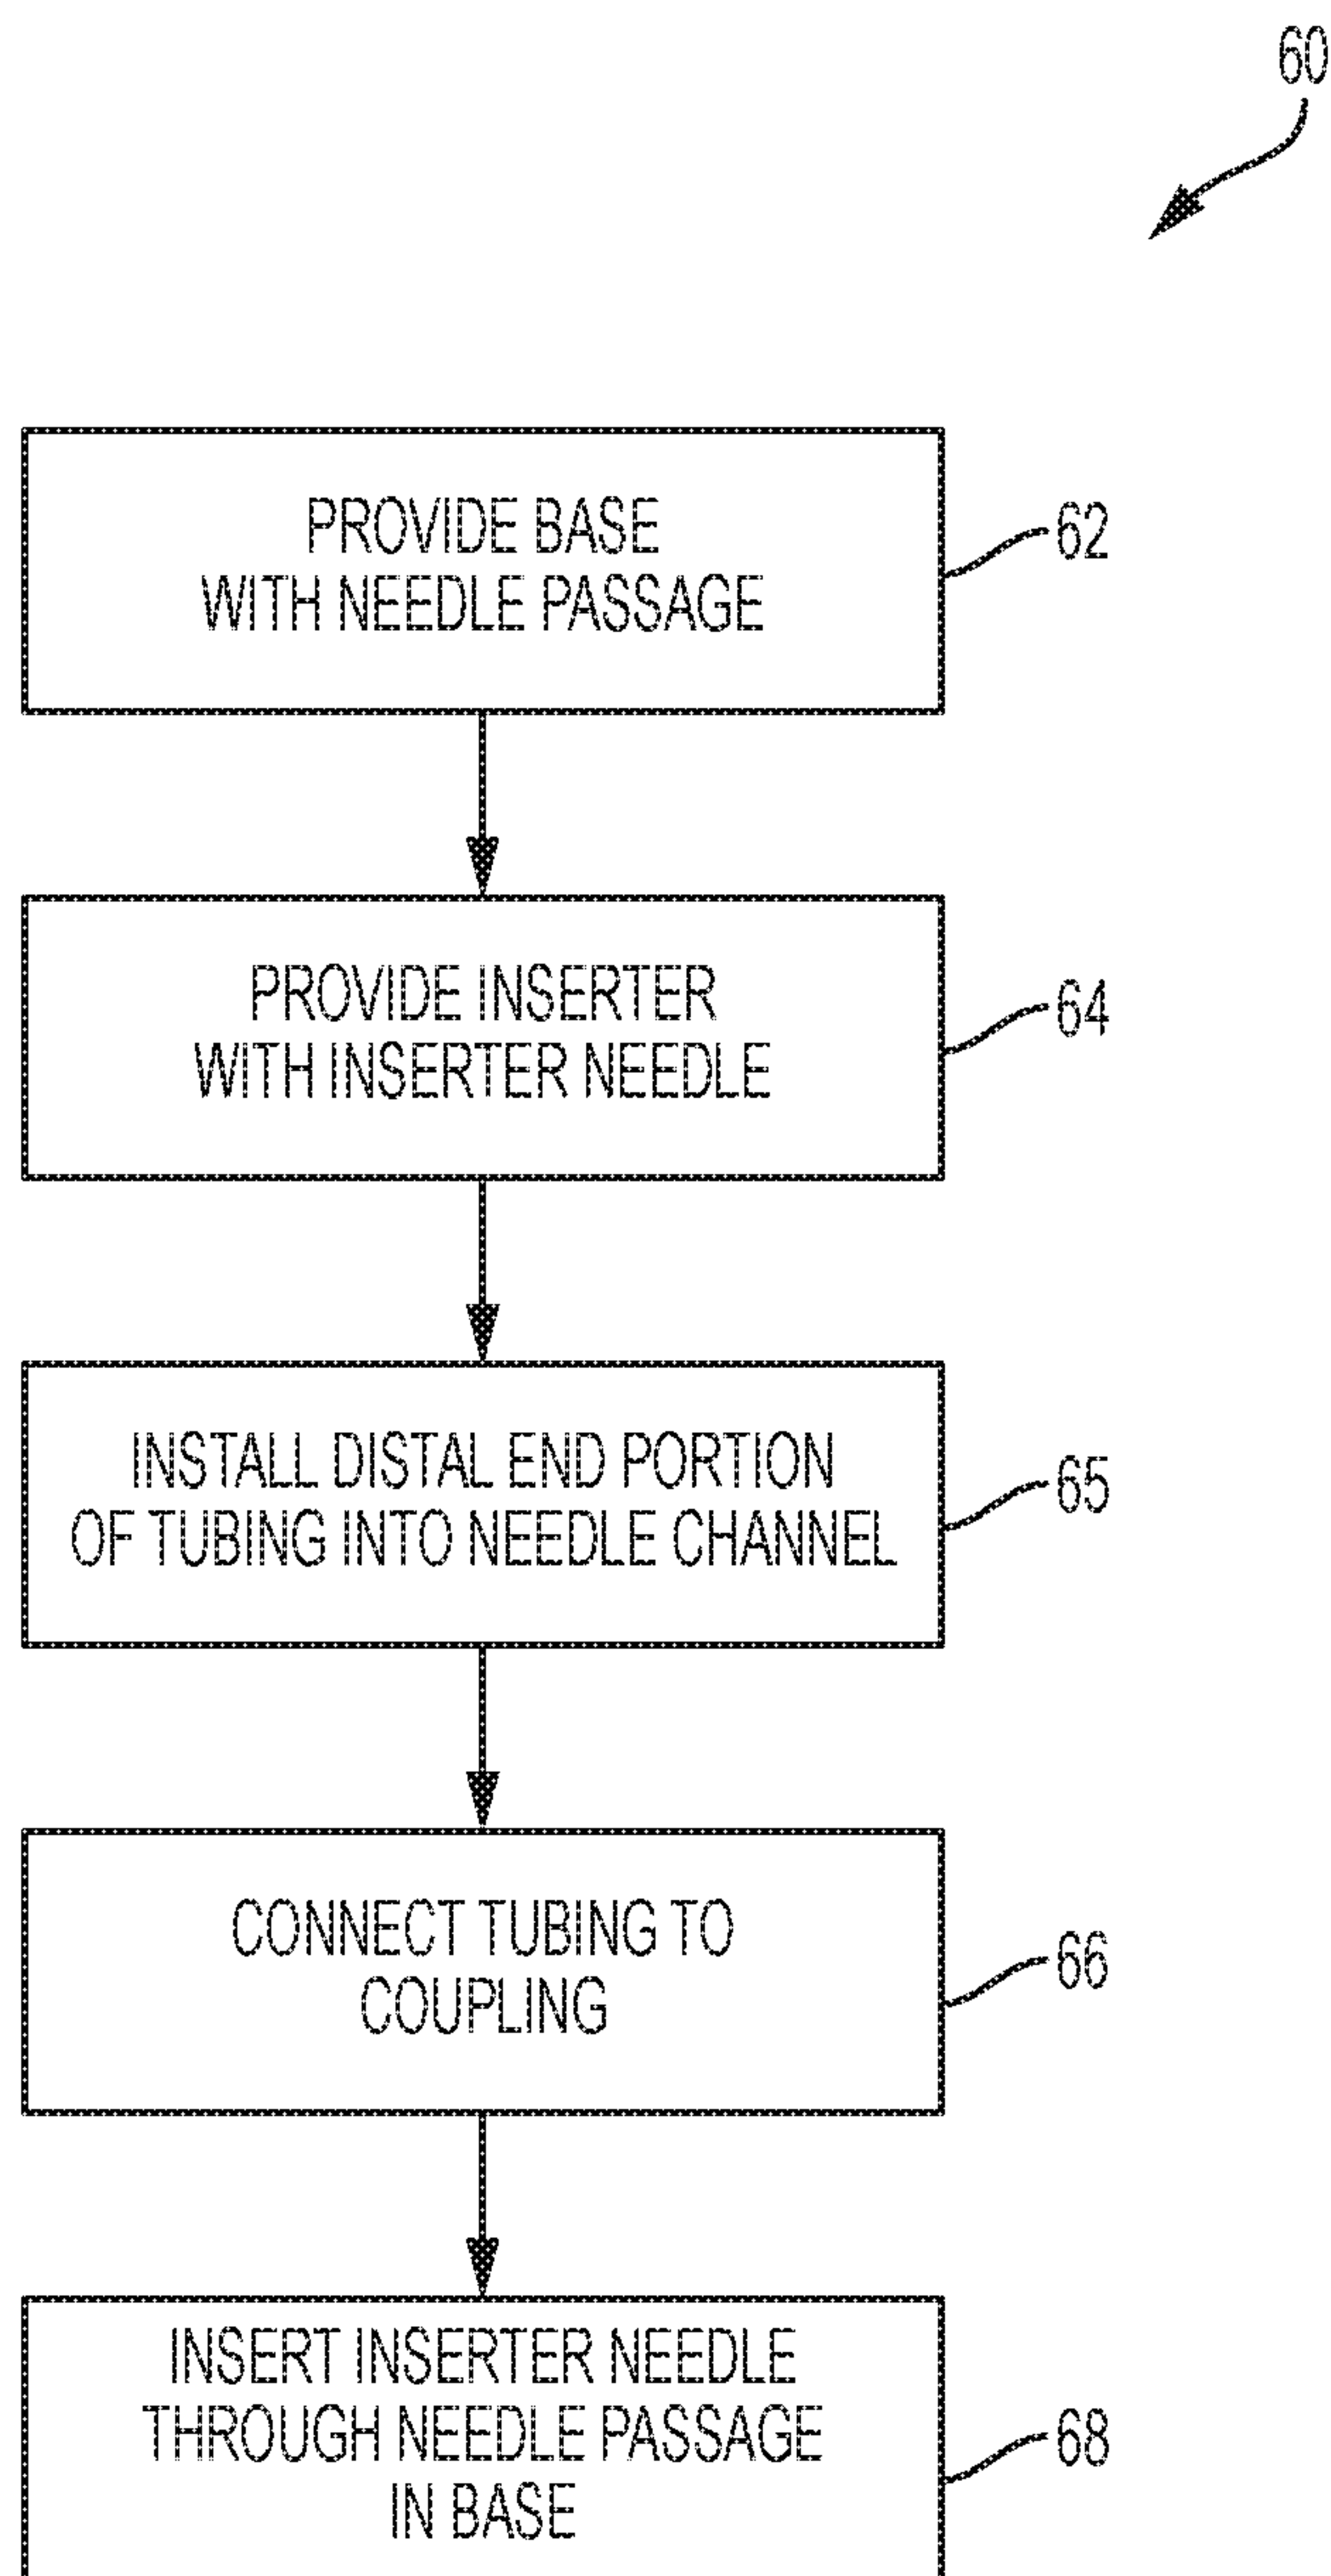 60
PROVIDE BASE
WITH NEEDLE PASSAGE
62
PROVIDE INSERTER
WITH INSERTER NEEDLE
64
INSTALL DISTAL END PORTION
OF TUBING INTO NEEDLE CHANNEL
65
CONNECT TUBING TO
COUPLING
66
INSERT INSERTER NEEDLE
THROUGH NEEDLE PASSAGE
IN BASE
68